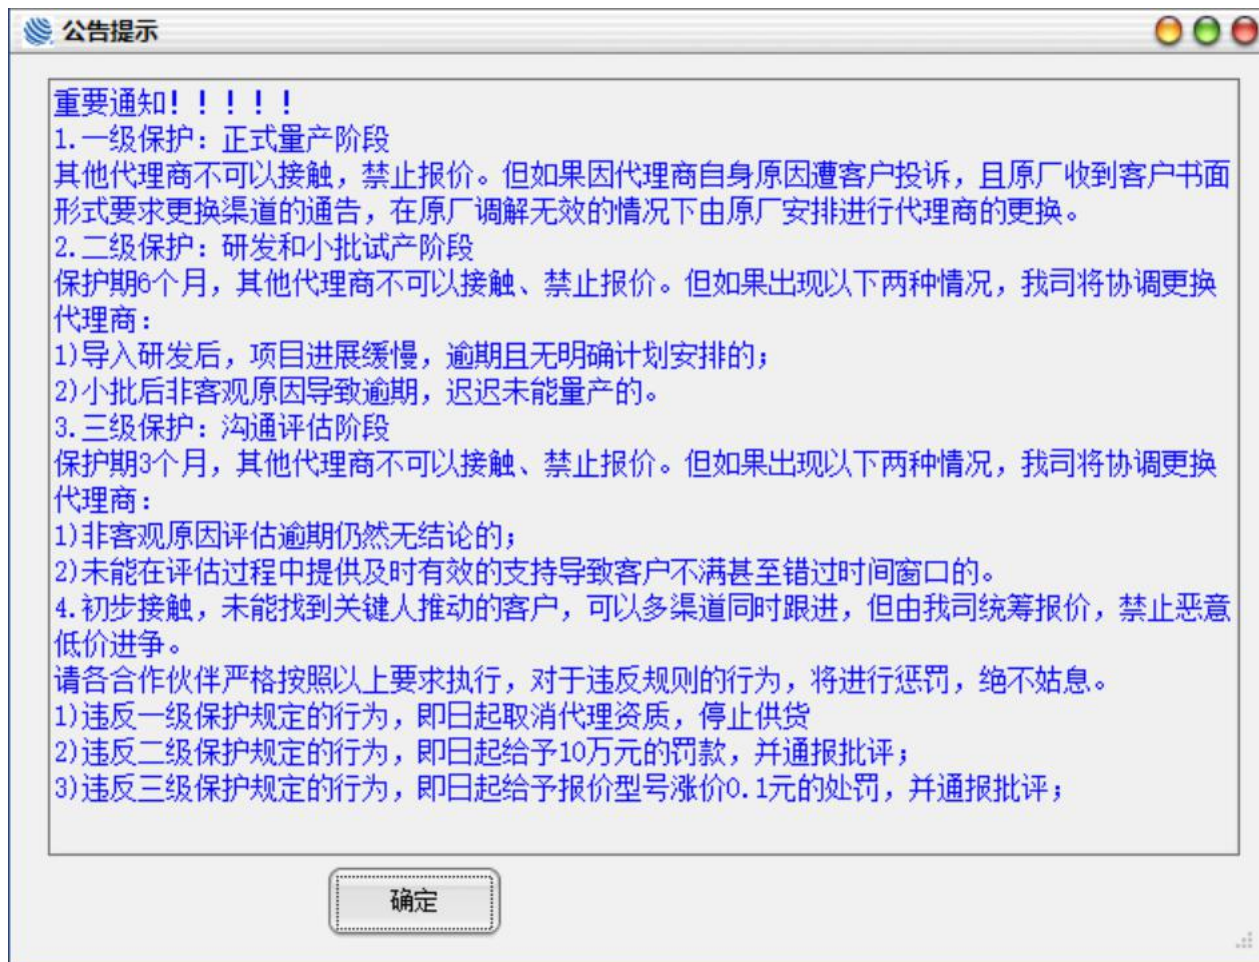 公告提示
重要通知！！！！！
1.一级保护：正式量产阶段
其他代理商不可以接触，禁止报价。但如果因代理商自身原因遭客户投诉，且原厂收到客户书面
形式要求更换渠道的通告，在原厂调解无效的情况下由原厂安排进行代理商的更换。
2.二级保护：研发和小批试产阶段
保护期6个月，其他代理商不可以接触、禁止报价。但如果出现以下两种情况，我司将协调更换
代理商：
1)导入研发后，项目进展缓慢，逾期且无明确计划安排的；
2)小批后非客观原因导致逾期，迟迟未能量产的。
3.三级保护：沟通评估阶段
保护期3个月，其他代理商不可以接触、禁止报价。但如果出现以下两种情况，我司将协调更换
代理商：
1)非客观原因评估逾期仍然无结论的；
2)未能在评估过程中提供及时有效的支持导致客户不满甚至错过时间窗口的。
4.初步接触，未能找到关键人推动的客户，可以多渠道同时跟进，但由我司统筹报价，禁止恶意
低价进争。
请各合作伙伴严格按照以上要求执行，对于违反规则的行为，将进行惩罚，绝不姑息。
1)违反一级保护规定的行为，即日起取消代理资质，停止供货
2)违反二级保护规定的行为，即日起给予10万元的罚款，并通报批评；
3)违反三级保护规定的行为，即日起给予报价型号涨价0.1元的处罚，并通报批评；
确定